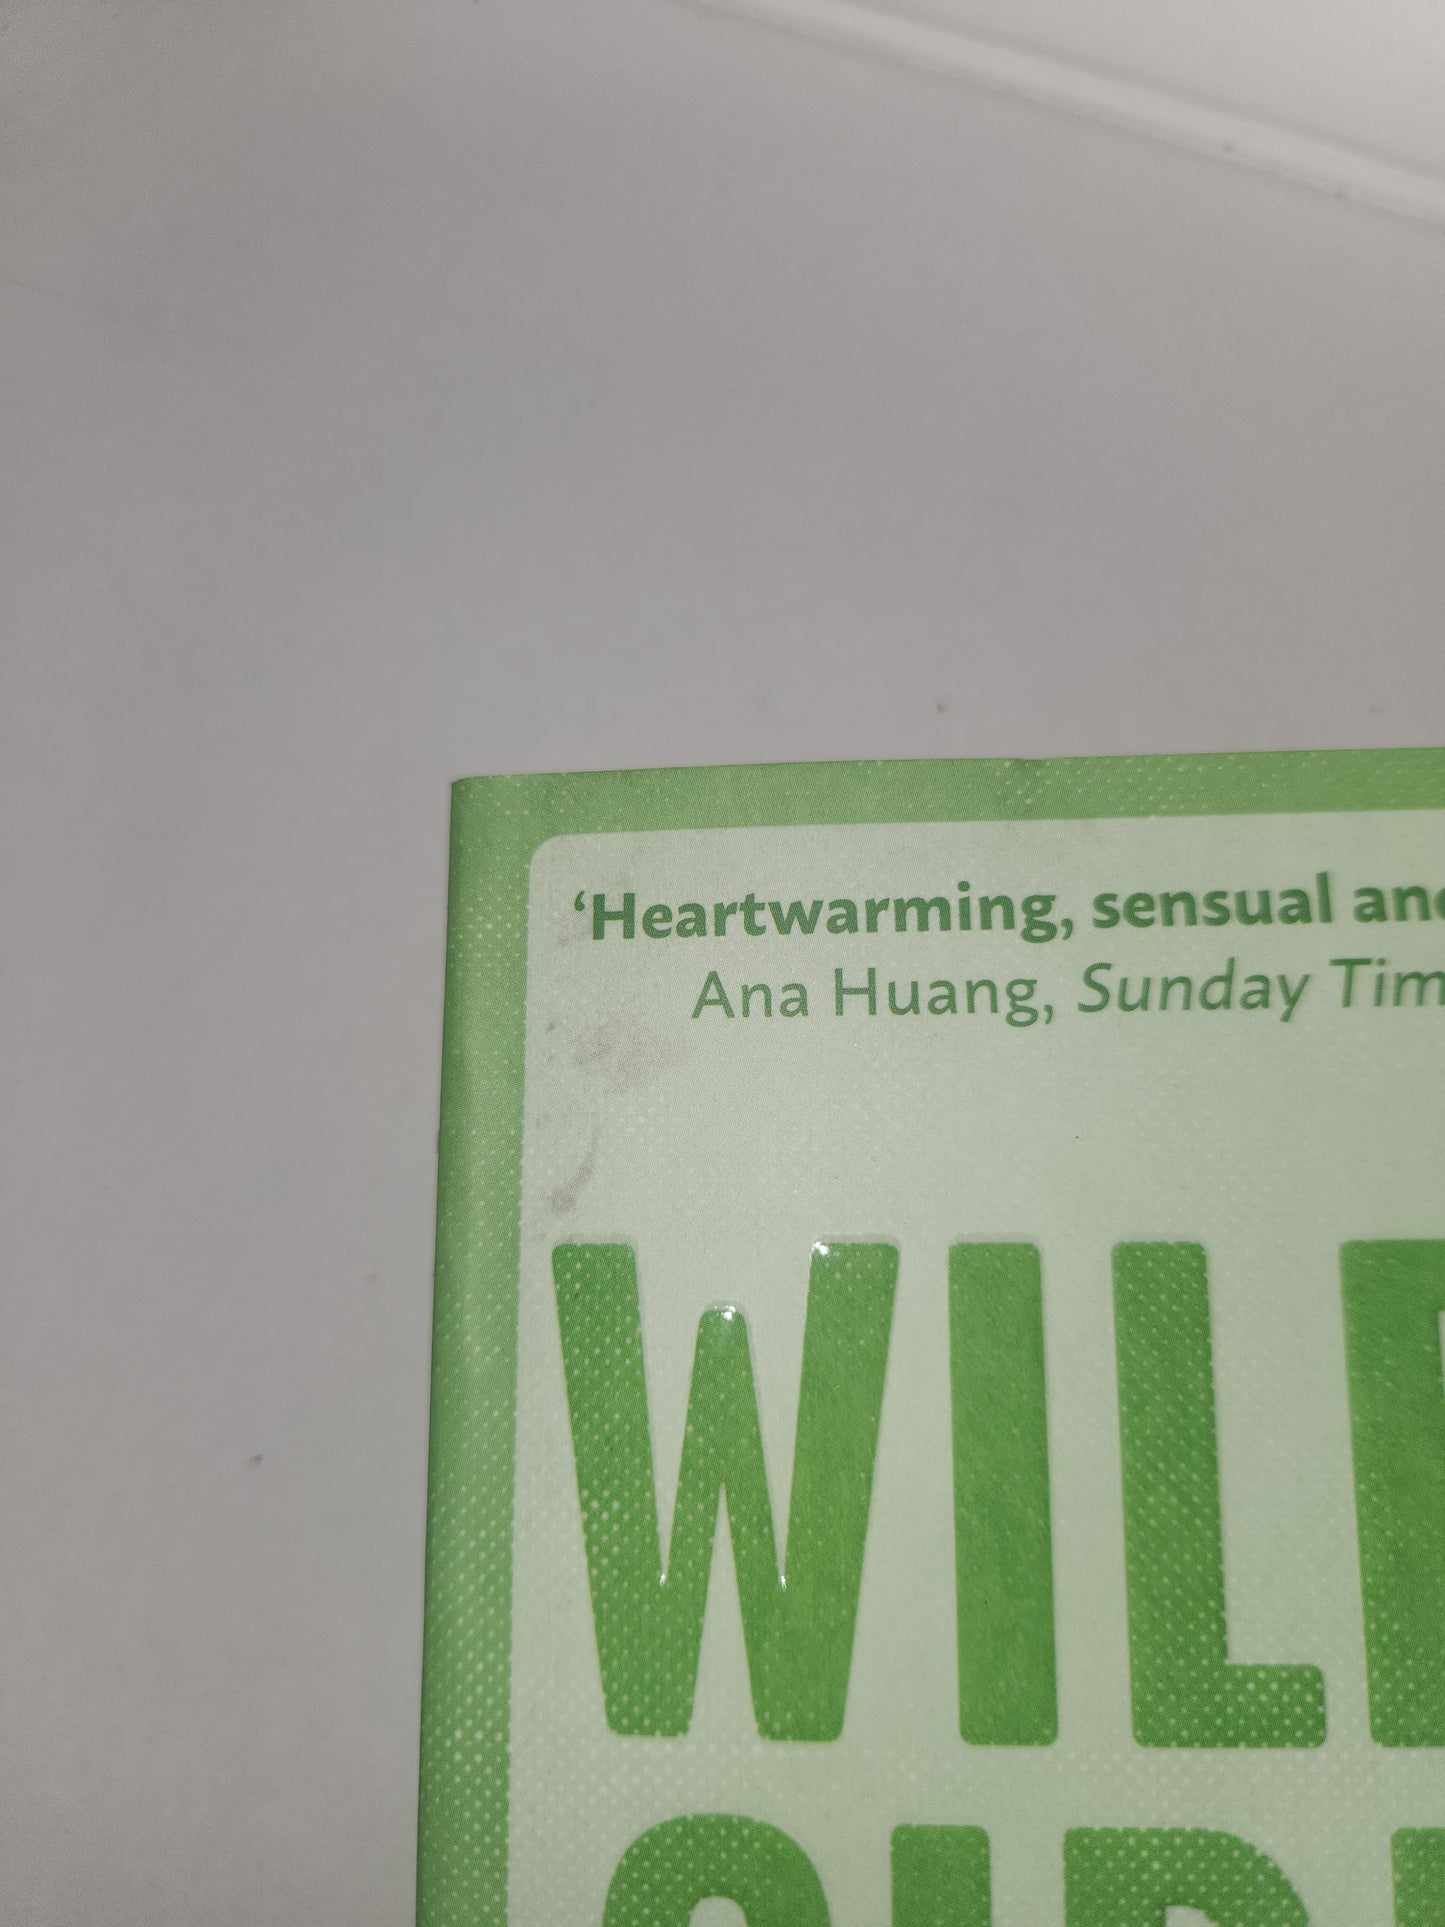 ‘Heartwarming, sensual and
Ana Huang, Sunday Tim
WIL